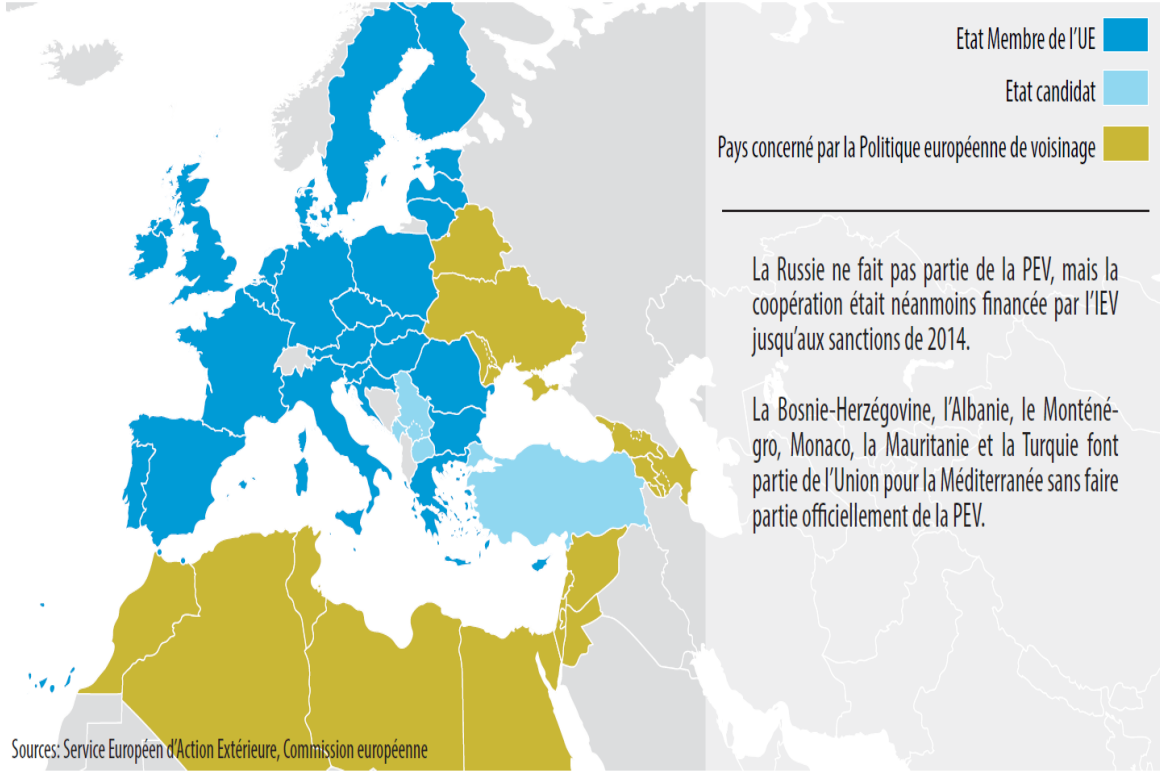 Etat Membre de l'UE
Etat candidat
Pays concerné par la Politique européenne de voisinage
La Russie ne fait pas partie de la PEV, mais la
coopération était néanmoins financée par l'IEV
jusqu'aux sanctions de 2014.
La Bosnie-Herzégovine, l'Albanie, le Monténé-
gro, Monaco, la Mauritanie et la Turquie font
partie de l'Union pour la Méditerranée sans faire
partie officiellement de la PEV.
Sources: Service Européen d'Action Extérieure, Commission européenne